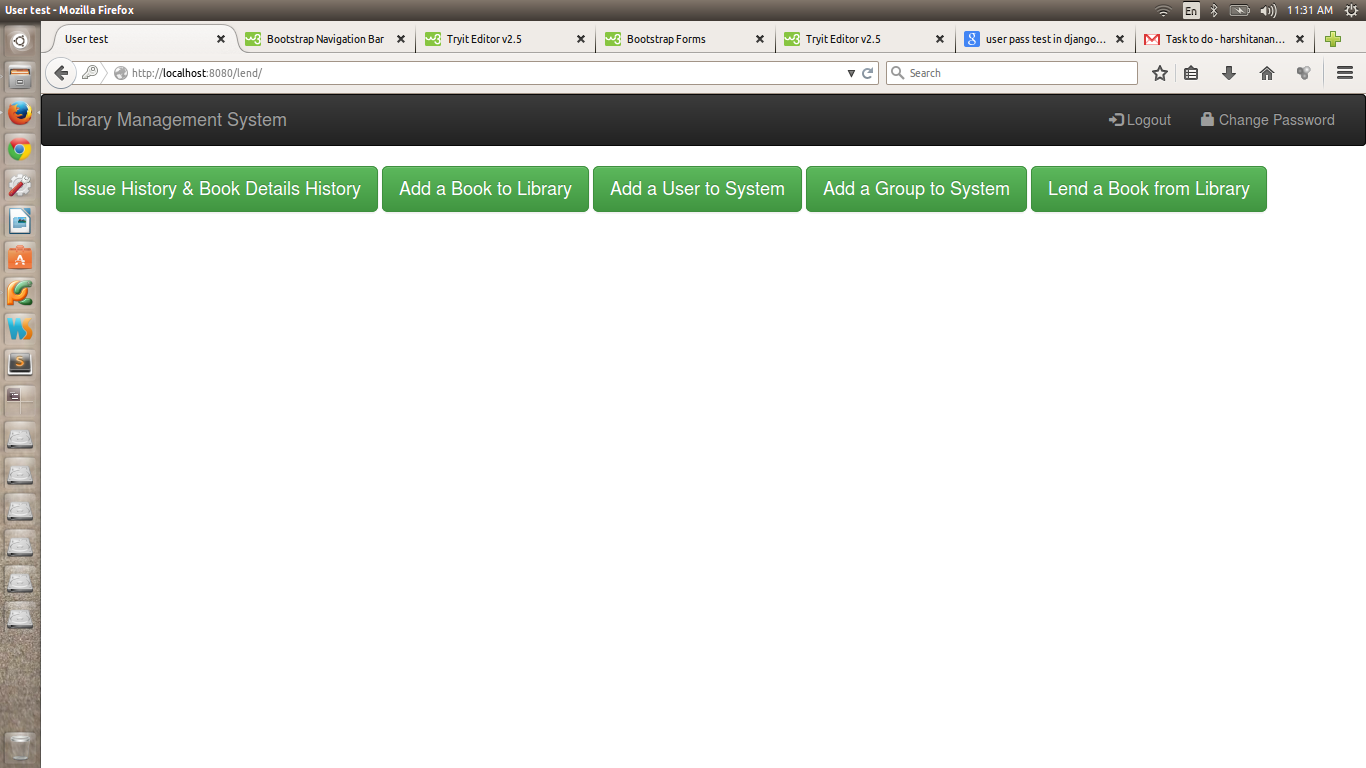 User test - Mozilla Firefox
En
11:31 AM
User test
Bootstrap Navigation Bar
Tryit Editor v2.5
Bootstrap Forms
Tryit Editor v2.5
user pass test in django...
Task to do - harshitanan...
http://localhost:8080/lend/
Search
Library Management System
Logout
Change Password
Issue History & Book Details History
Add a Book to Library
Add a User to System
Add a Group to System
Lend a Book from Library